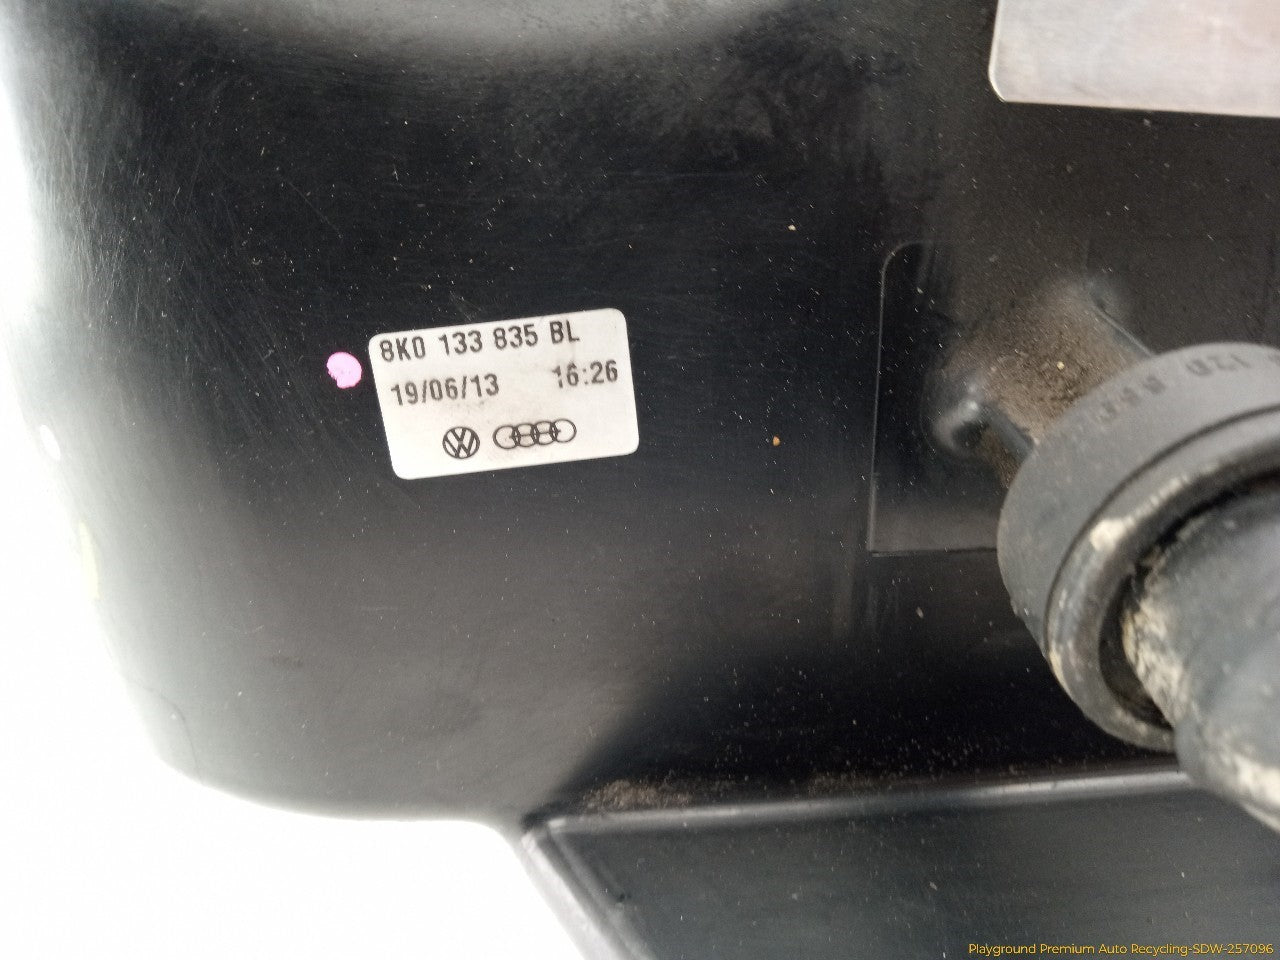 8K0 133 835 BL
19/06/13 16:26
Playground Premium Auto Recycling-SDW-257096